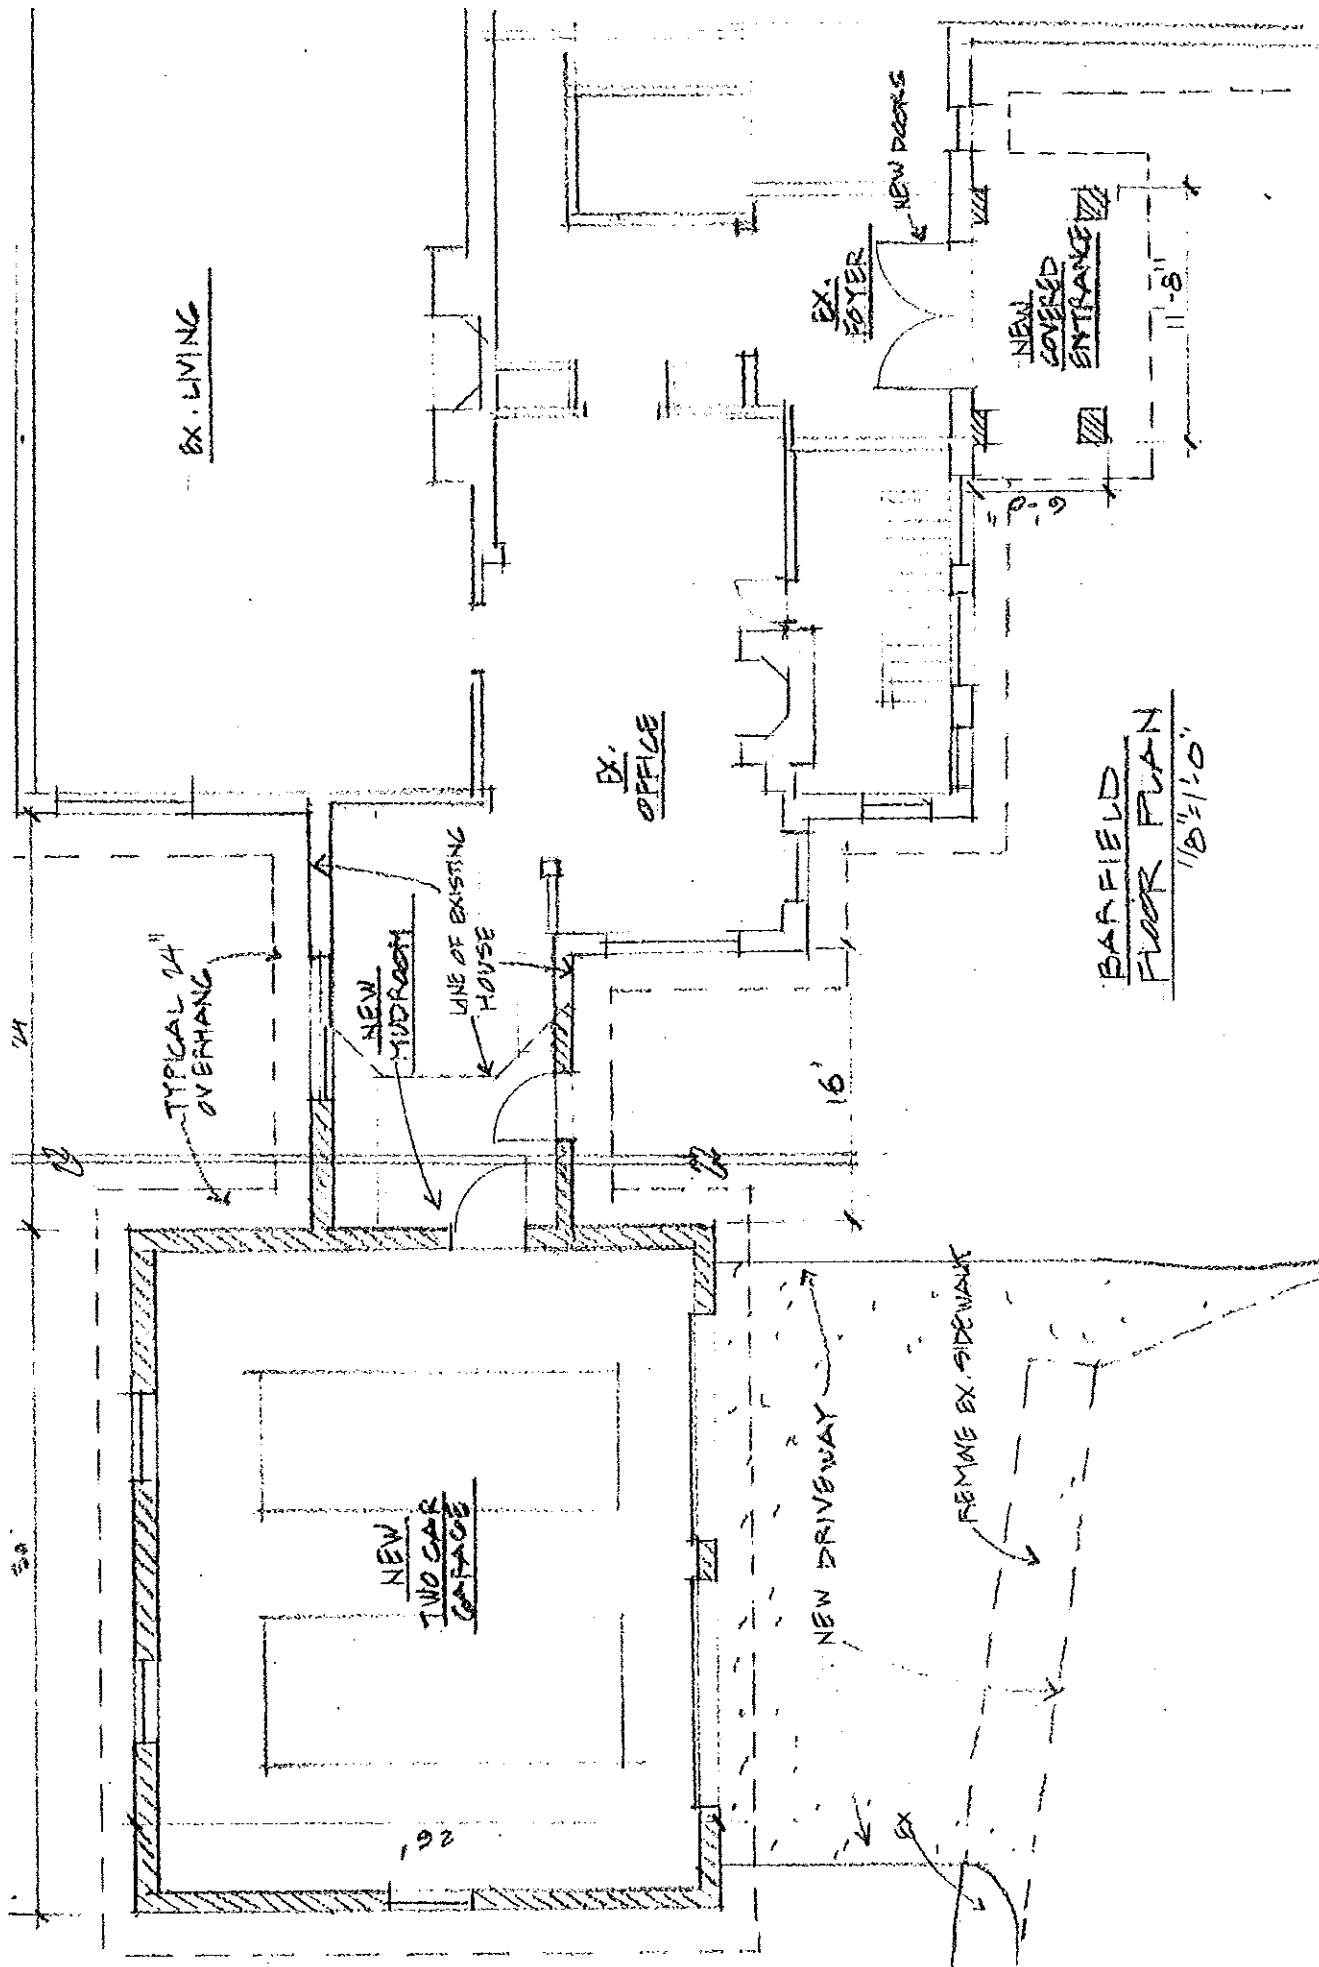 EX. LIVING
NEW DOORS
EX.
FOYER
NEW
COVERED
ENTRANCE
11'-8"
6'-0"
EX.
OFFICE
TYPICAL 24"
OVERHANG
NEW
MUDROOM
LINE OF EXISTING
HOUSE
24
16'
BARFIELD
FLOOR PLAN
1/8"=1'-0"
NEW
TWO CAR
GARAGE
30'
26'
NEW DRIVEWAY
REMOVE EX. SIDEWALK
EX